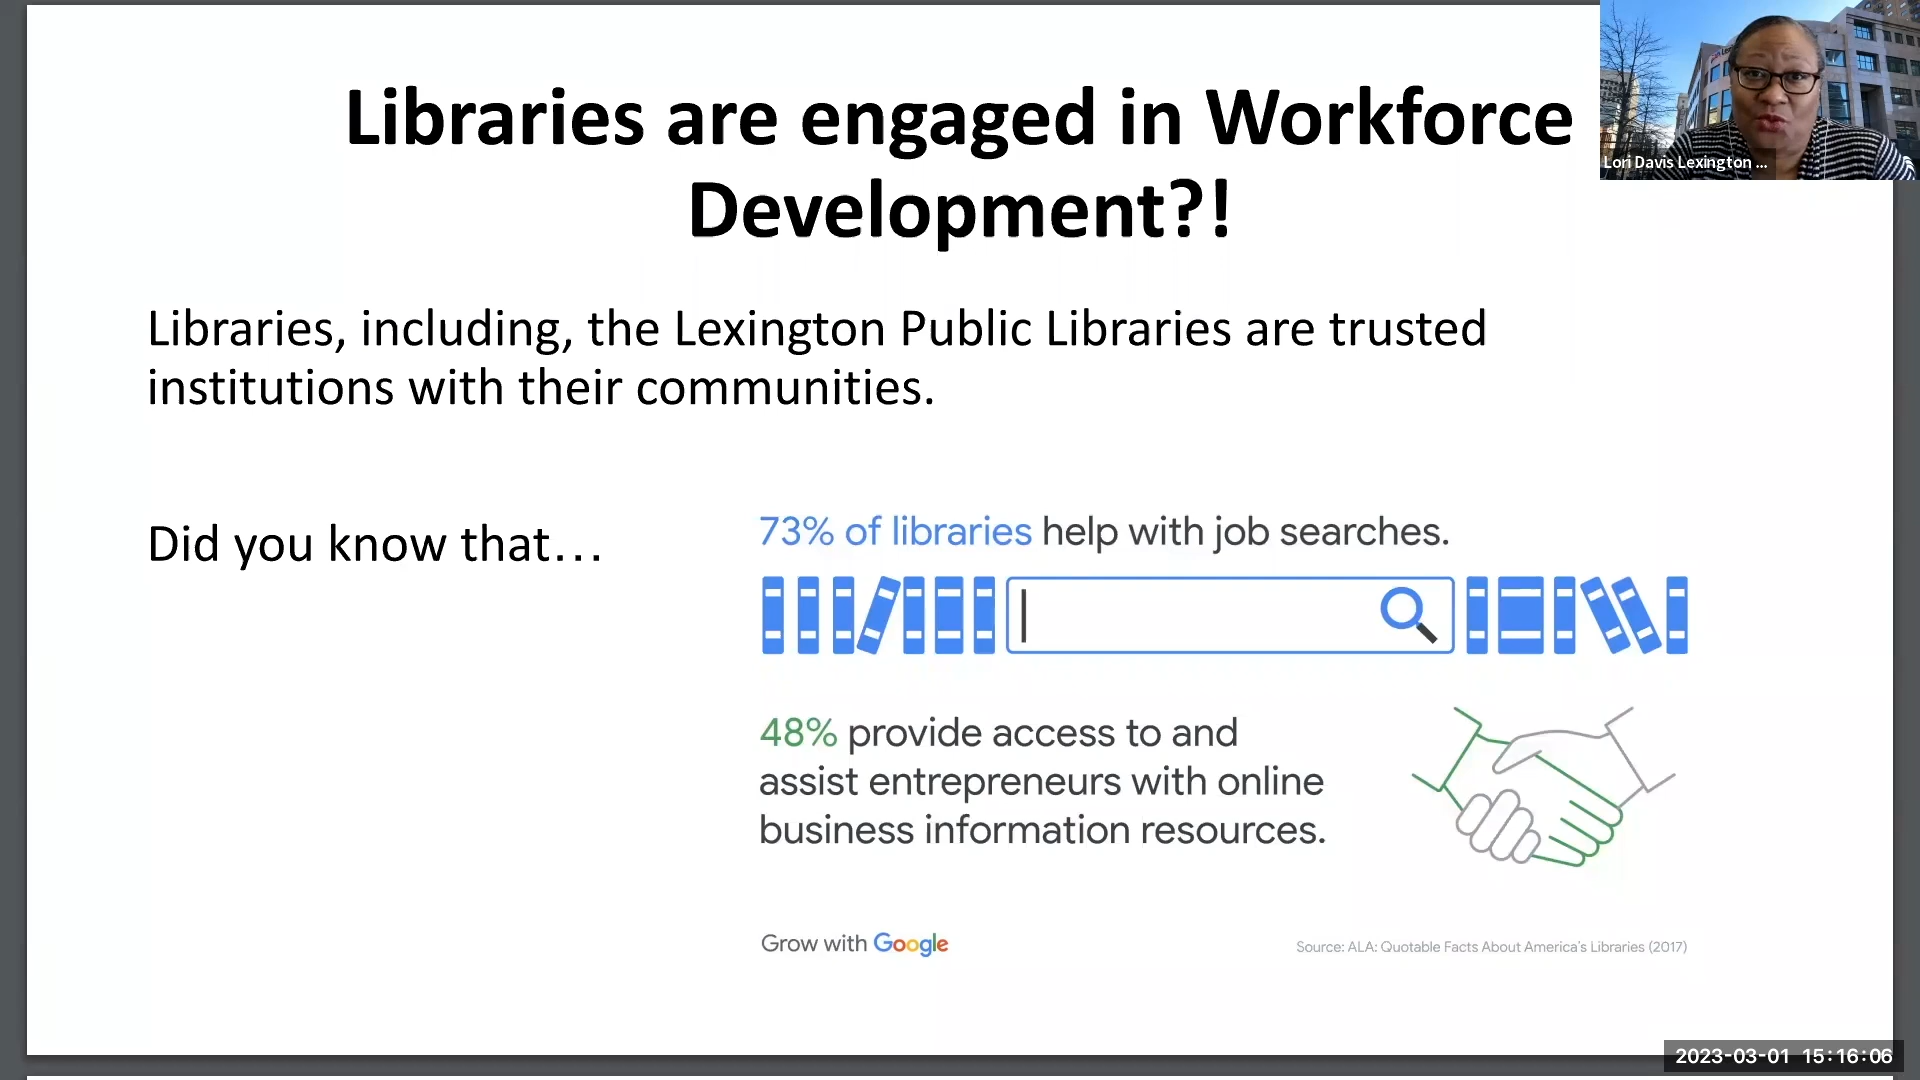 Libraries are engaged in Workforce
Development?!
Lori Davis Lexington ...
Libraries, including, the Lexington Public Libraries are trusted
institutions with their communities.
Did you know that...
73% of libraries help with job searches.
48% provide access to and
assist entrepreneurs with online
business information resources.
Grow with Google
Source: ALA: Quotable Facts About America's Libraries (2017)
2023-03-01 15:16:06